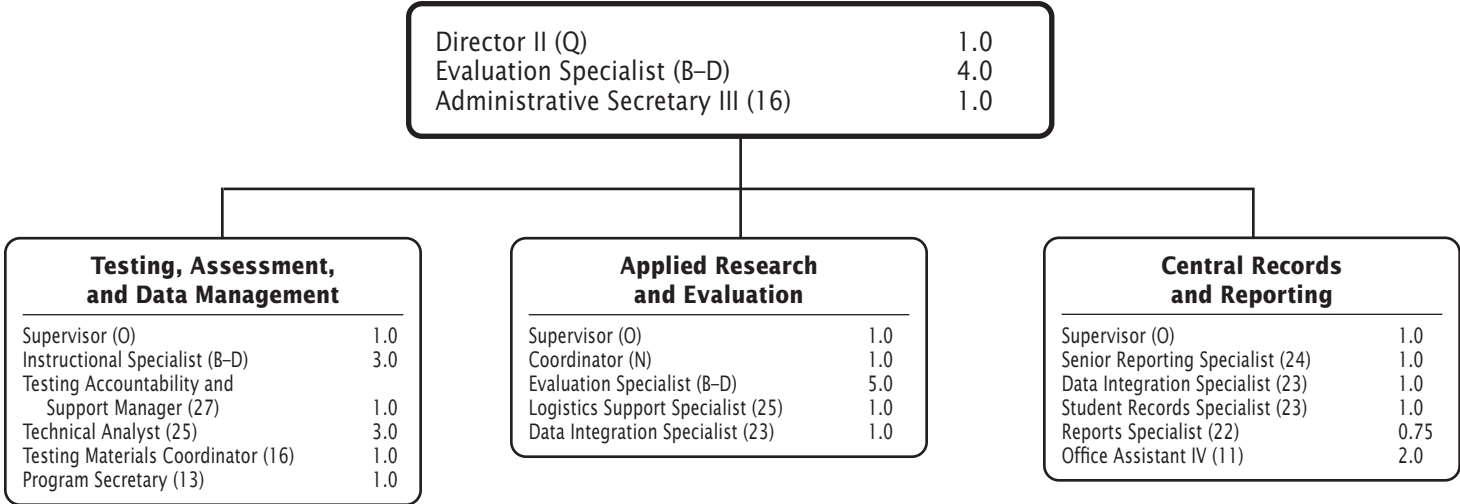 Director II (Q) 1.0
Evaluation Specialist (B–D) 4.0
Administrative Secretary III (16) 1.0
Testing, Assessment,
and Data Management
Supervisor (O) 1.0
Instructional Specialist (B–D) 3.0
Testing Accountability and
Support Manager (27) 1.0
Technical Analyst (25) 3.0
Testing Materials Coordinator (16) 1.0
Program Secretary (13) 1.0
Applied Research
and Evaluation
Supervisor (O) 1.0
Coordinator (N) 1.0
Evaluation Specialist (B–D) 5.0
Logistics Support Specialist (25) 1.0
Data Integration Specialist (23) 1.0
Central Records
and Reporting
Supervisor (O) 1.0
Senior Reporting Specialist (24) 1.0
Data Integration Specialist (23) 1.0
Student Records Specialist (23) 1.0
Reports Specialist (22) 0.75
Office Assistant IV (11) 2.0